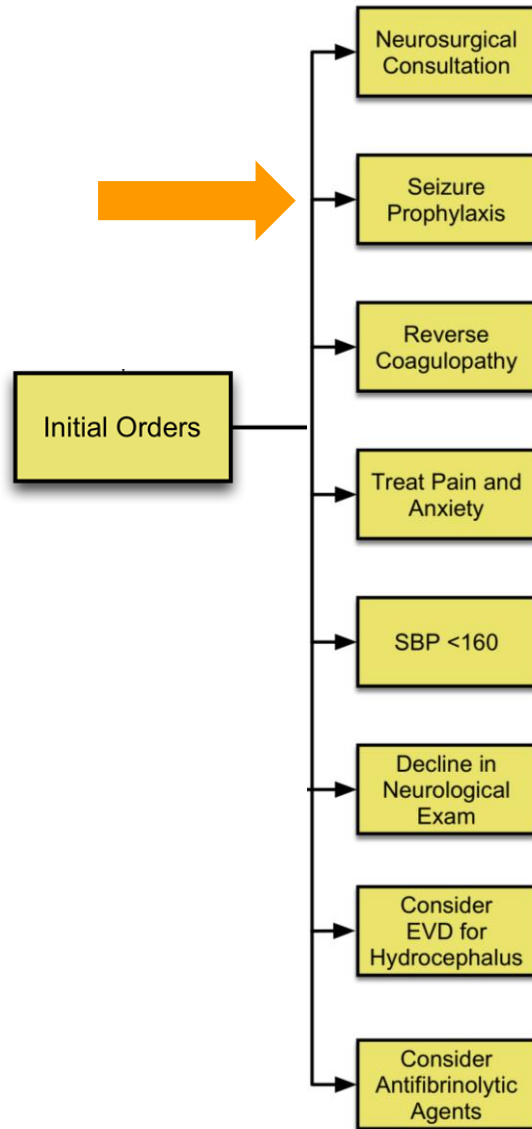 Neurosurgical
Consultation
Seizure
Prophylaxis
Reverse
Coagulopathy
Initial Orders
Treat Pain and
Anxiety
SBP <160
Decline in
Neurological
Exam
Consider
EVD for
Hydrocephalus
Consider
Antifibrinolytic
Agents